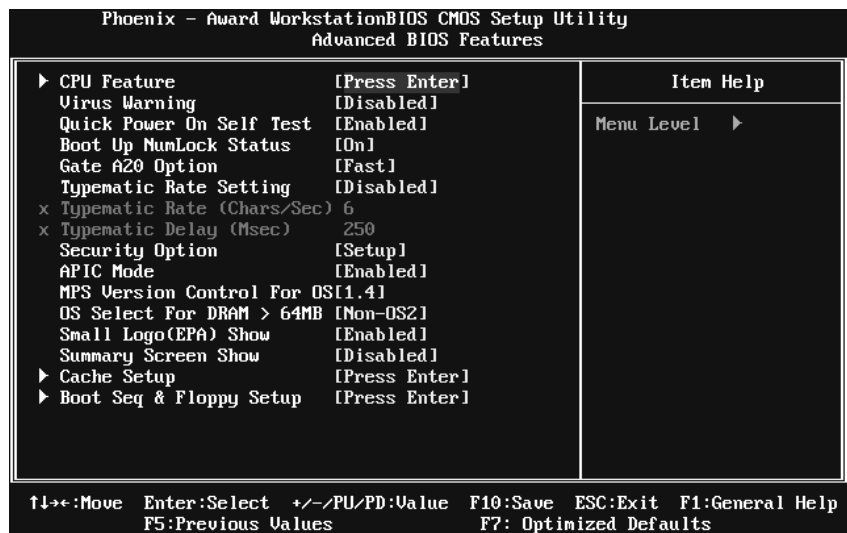 Phoenix - Award WorkstationBIOS CMOS Setup Utility
Advanced BIOS Features
CPU Feature [Press Enter]
Virus Warning [Disabled]
Quick Power On Self Test [Enabled]
Boot Up NumLock Status [On]
Gate A20 Option [Fast]
Typematic Rate Setting [Disabled]
x Typematic Rate (Chars/Sec) 6
x Typematic Delay (Msec) 250
Security Option [Setup]
APIC Mode [Enabled]
MPS Version Control For OS[1.4]
OS Select For DRAM > 64MB [Non-OS2]
Small Logo(EPA) Show [Enabled]
Summary Screen Show [Disabled]
Cache Setup [Press Enter]
Boot Seq & Floppy Setup [Press Enter]
Item Help
Menu Level
↑↓→←:Move Enter:Select +/-/PU/PD:Value F10:Save ESC:Exit F1:General Help
F5:Previous Values F7: Optimized Defaults